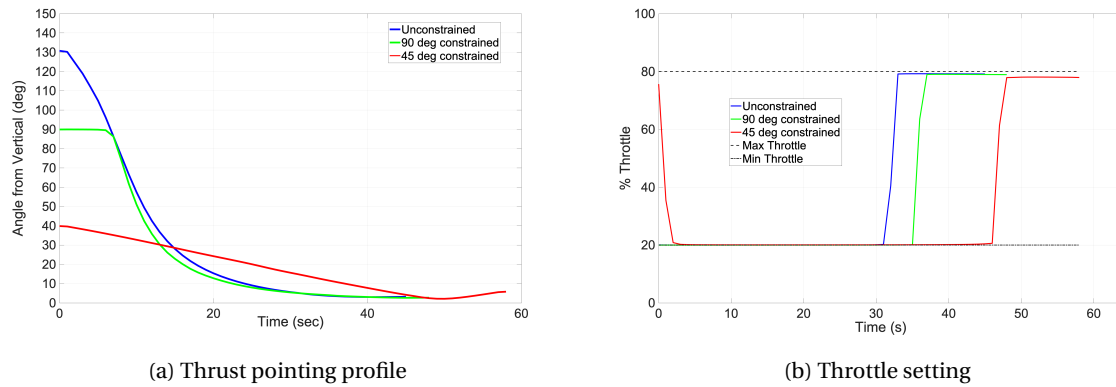 150
140
130
120
110
100
90
80
70
60
50
40
30
20
10
0
Angle from Vertical (deg)
Unconstrained
90 deg constrained
45 deg constrained
0 20 40 60
Time (sec)
(a) Thrust pointing profile
100
80
60
40
20
0
% Throttle
Unconstrained
90 deg constrained
45 deg constrained
Max Throttle
Min Throttle
0 10 20 30 40 50 60
Time (s)
(b) Throttle setting